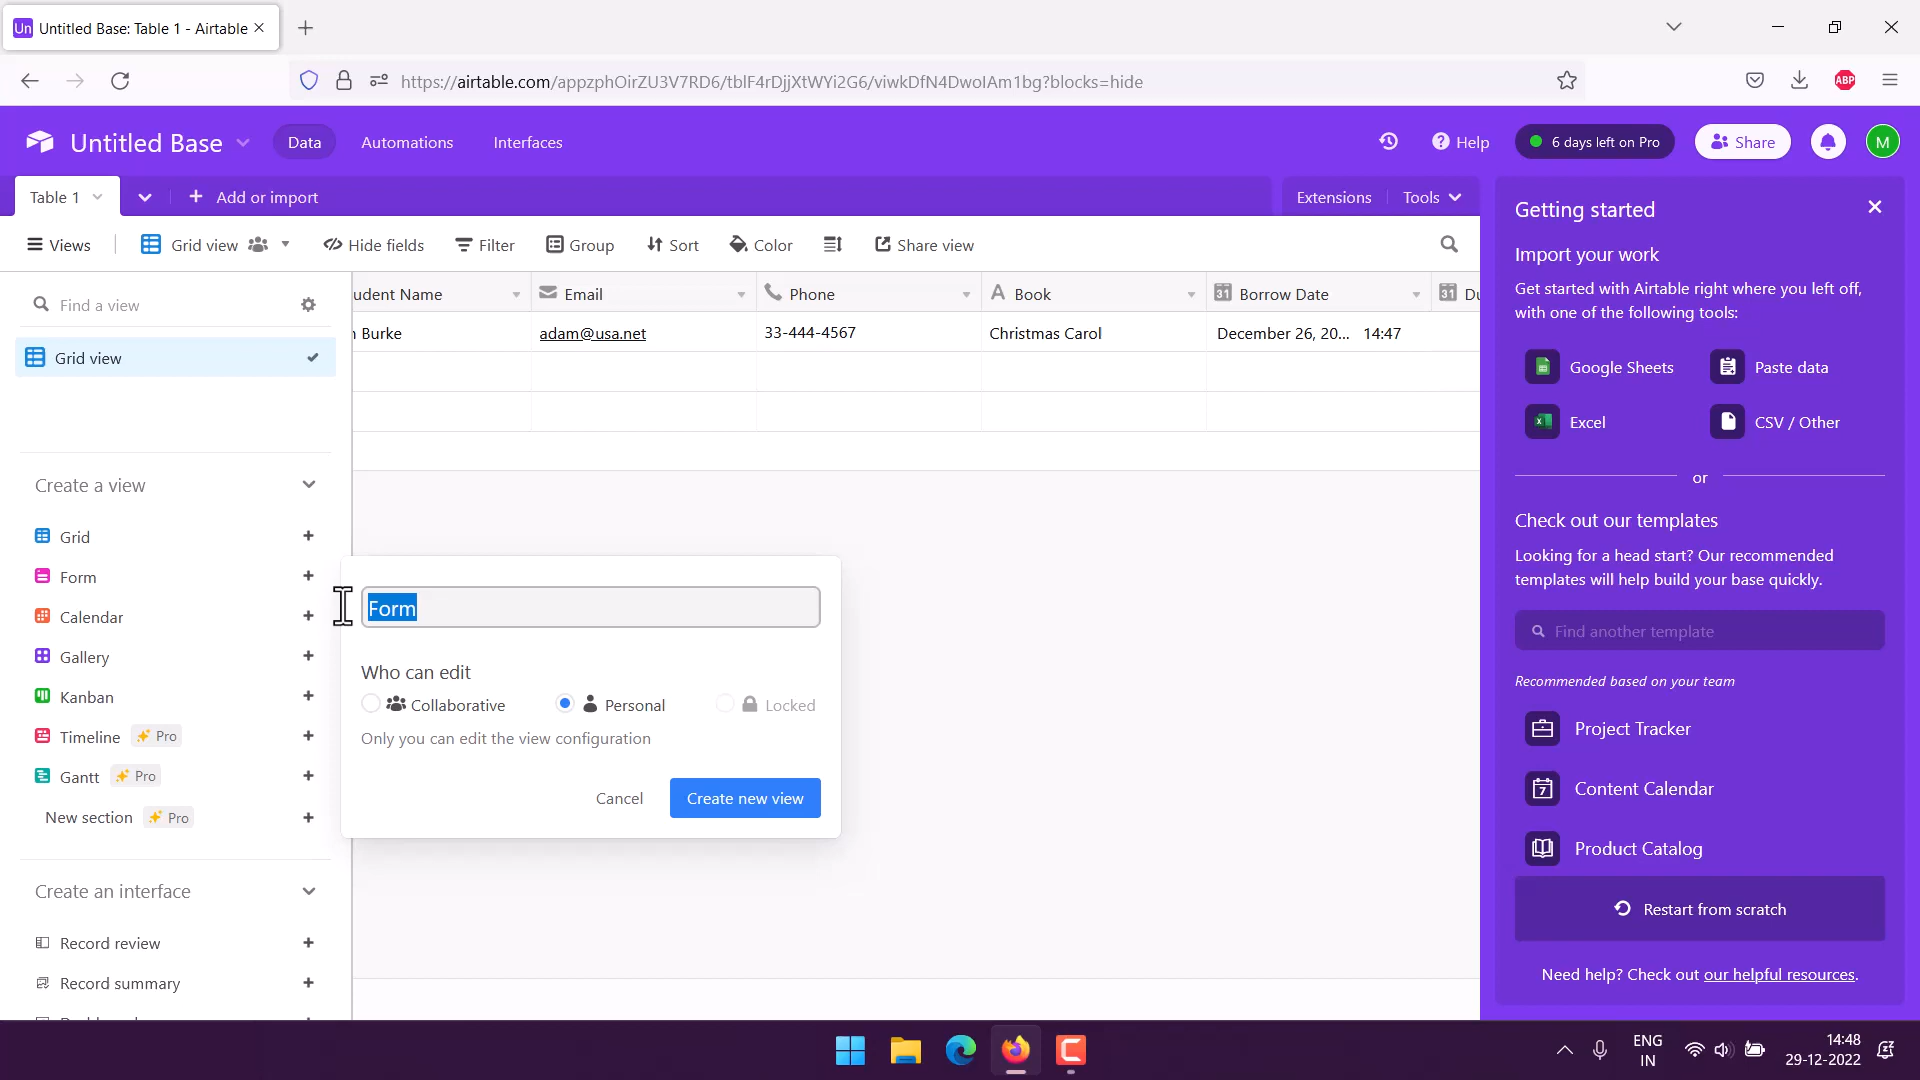 Un Untitled Base: Table 1 - Airtable
https://airtable.com/appzphOirZU3V7RD6/tblF4rDjjXtWYi2G6/viwkDfN4DwoIAm1bg?blocks=hide
ABP
Untitled Base
Data
Automations
Interfaces
Help
6 days left on Pro
Share
M
Table 1
Add or import
Extensions
Tools
Views
Grid view
Hide fields
Filter
Group
Sort
Color
Share view
Find a view
Grid view
udent Name
Email
Phone
Book
31 Borrow Date
31
Burke
adam@usa.net
33-444-4567
Christmas Carol
December 26, 20... 14:47
Create a view
Grid
Form
Calendar
Gallery
Kanban
Timeline Pro
Gantt Pro
New section Pro
Create an interface
Record review
Record summary
Form
Who can edit
Collaborative
Personal
Locked
Only you can edit the view configuration
Cancel
Create new view
Getting started
Import your work
Get started with Airtable right where you left off,
with one of the following tools:
Google Sheets
Paste data
Excel
CSV / Other
or
Check out our templates
Looking for a head start? Our recommended
templates will help build your base quickly.
Find another template
Recommended based on your team
Project Tracker
7 Content Calendar
Product Catalog
Restart from scratch
Need help? Check out our helpful resources.
ENG
IN
14:48
29-12-2022